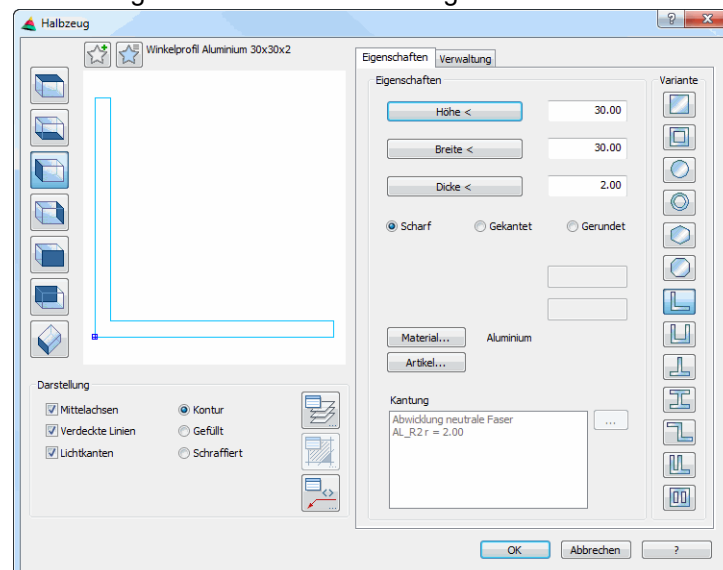 Halbzeug
?
X
Winkelprofil Aluminium 30x30x2
Eigenschaften
Verwaltung
Eigenschaften
Variante
Höhe <
30.00
Breite <
30.00
Dicke <
2.00
Scharf
Gekantet
Gerundet
Material...
Aluminium
Artikel...
Kantung
Abwicklung neutrale Faser
AL_R2 r = 2.00
...
Darstellung
Mittelachsen
Kontur
Verdeckte Linien
Gefüllt
Lichtkanten
Schraffiert
OK
Abbrechen
?